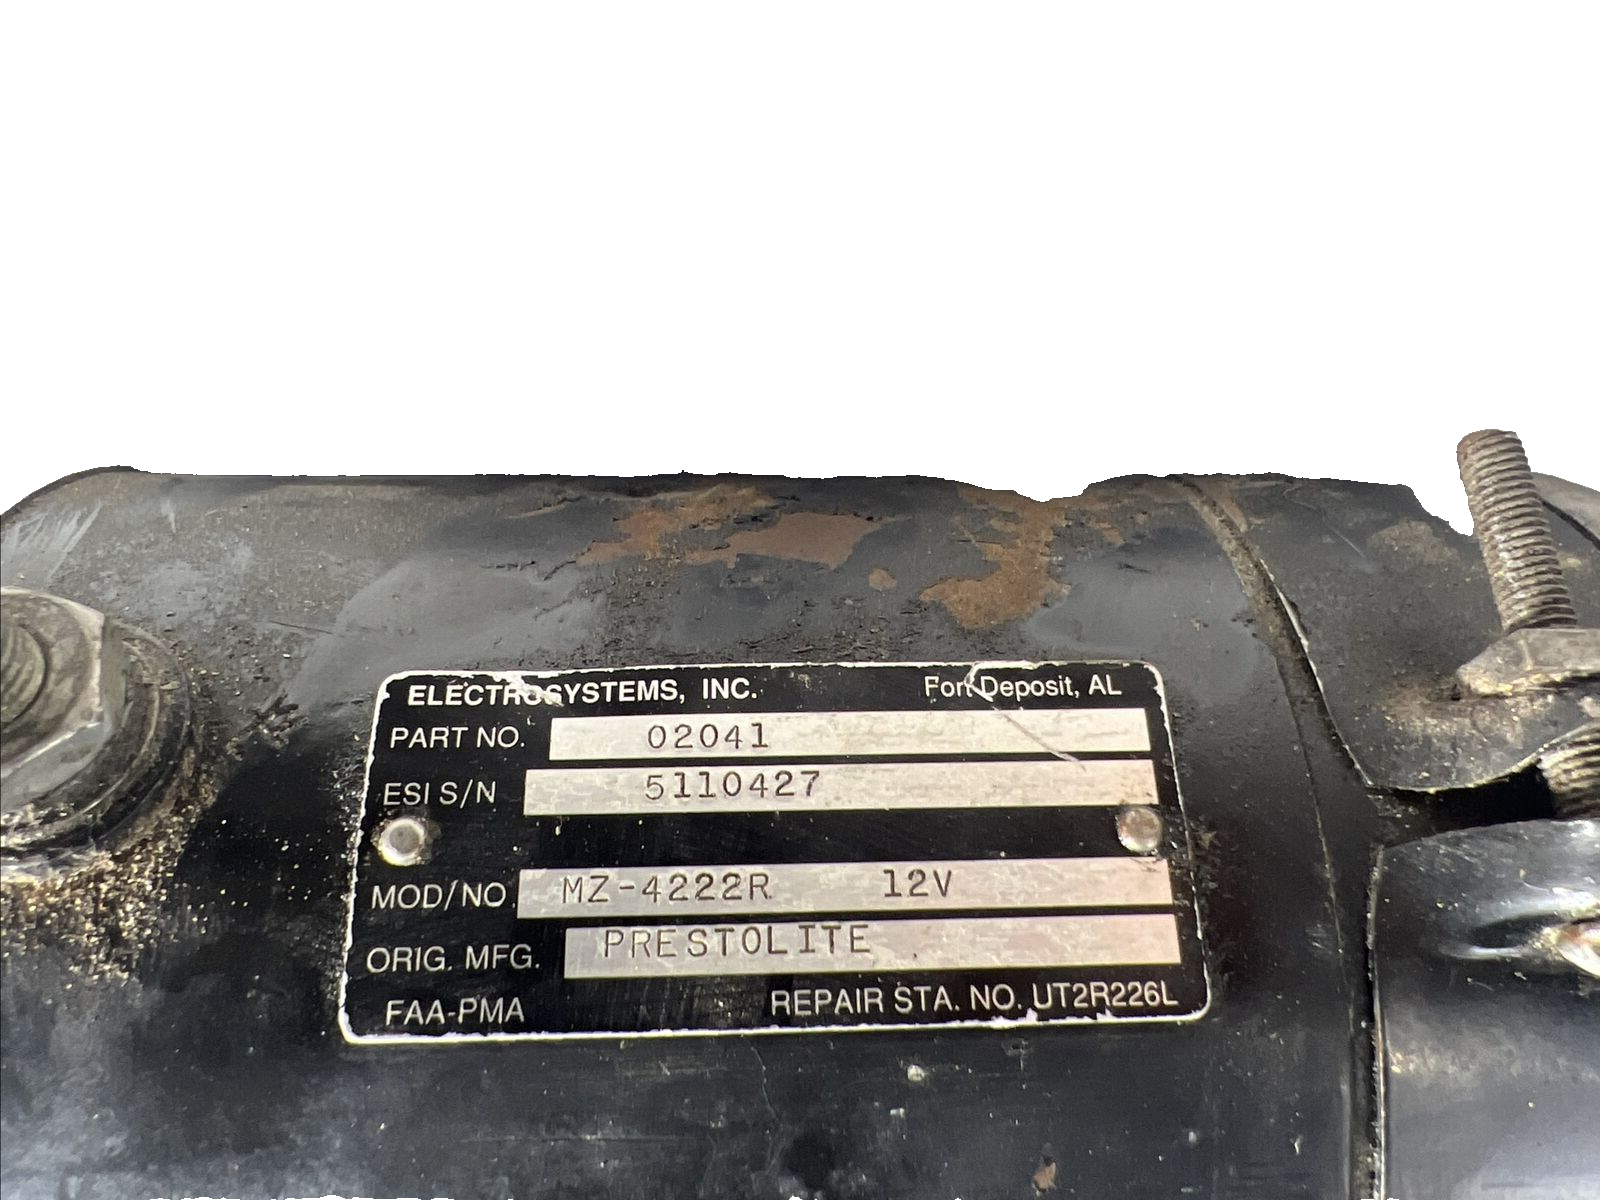 ELECTROSYSTEMS, INC. Fort Deposit, AL
PART NO. 02041
ESI S/N 5110427
MOD/NO. MZ-4222R 12V
ORIG. MFG. PRESTOLITE
FAA-PMA REPAIR STA. NO. UT2R226L